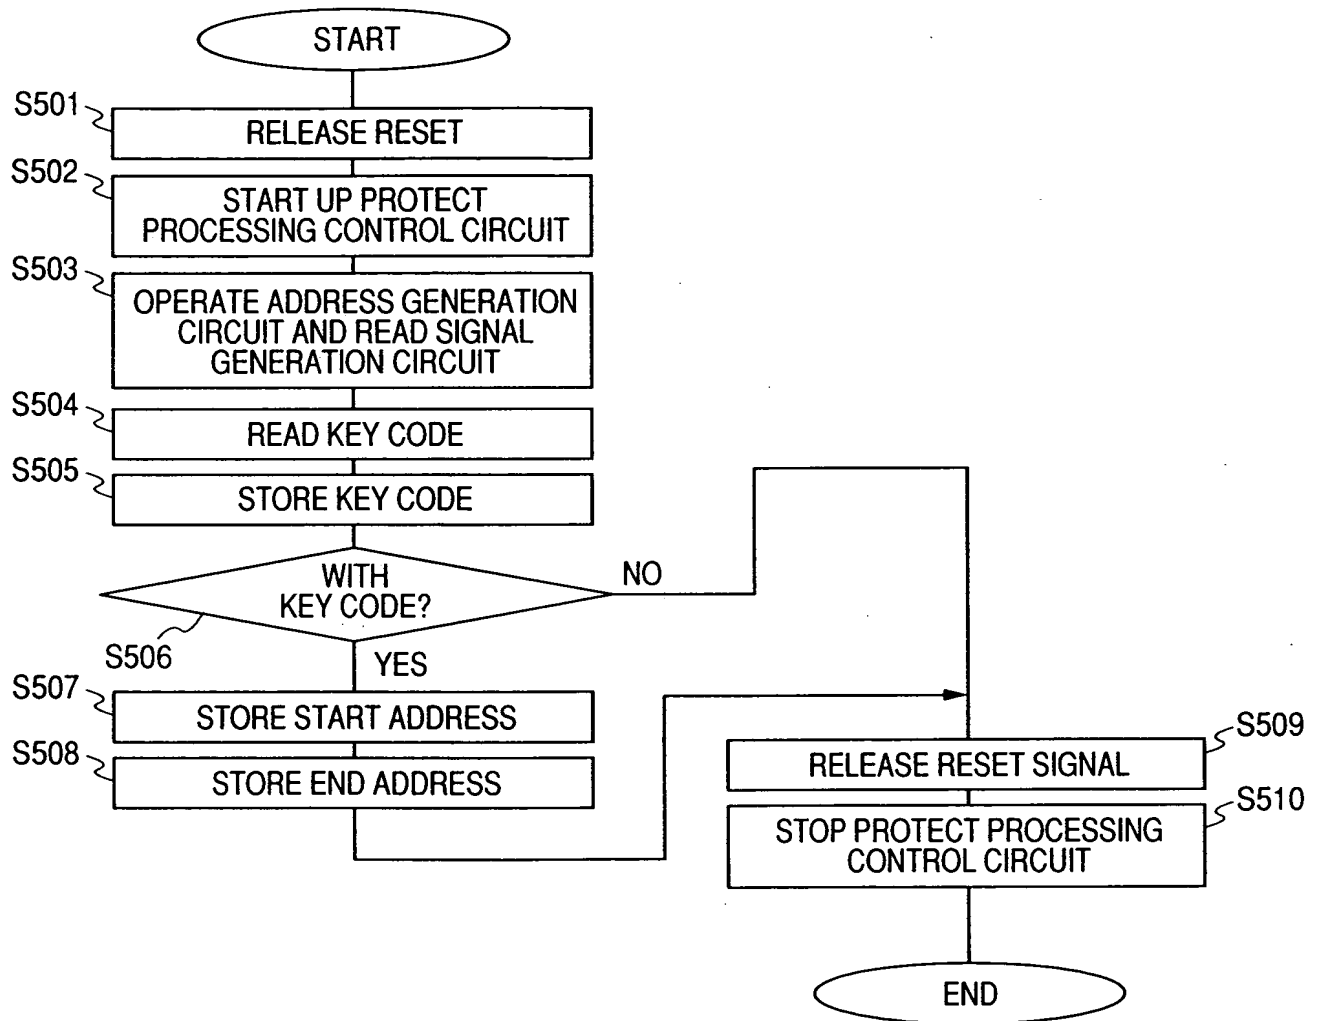 START
S501
RELEASE RESET
S502
START UP PROTECT
PROCESSING CONTROL CIRCUIT
S503
OPERATE ADDRESS GENERATION
CIRCUIT AND READ SIGNAL
GENERATION CIRCUIT
S504
READ KEY CODE
S505
STORE KEY CODE
WITH
KEY CODE?
NO
S506
YES
S507
STORE START ADDRESS
S508
STORE END ADDRESS
S509
RELEASE RESET SIGNAL
S510
STOP PROTECT PROCESSING
CONTROL CIRCUIT
END